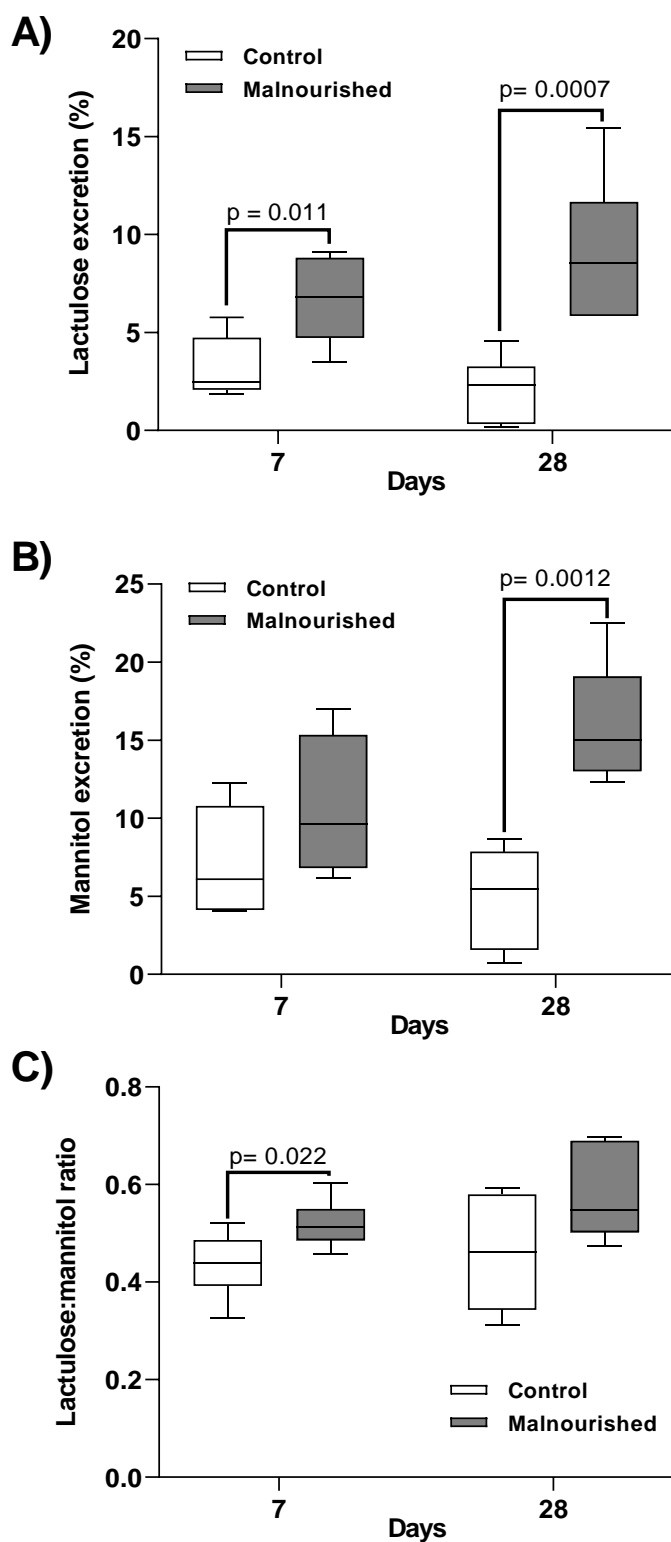 A)
20
Control
Malnourished
p= 0.0007
15
p = 0.011
10
5
0
Lactulose excretion (%)
7
28
Days
B)
25
Control
Malnourished
p= 0.0012
20
15
10
5
0
Mannitol excretion (%)
7
28
Days
C)
0.8
p= 0.022
0.6
0.4
0.2
0.0
Lactulose:mannitol ratio
Control
Malnourished
7
28
Days